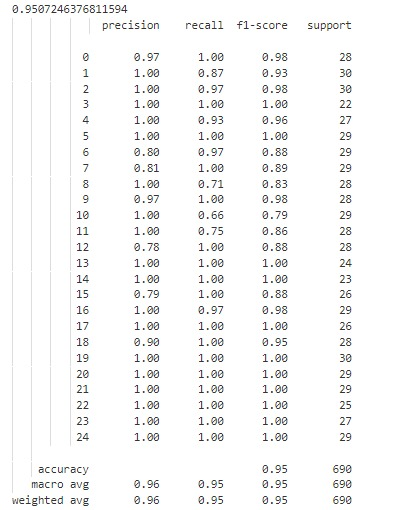 0.9507246376811594
precision recall f1-score support
0 0.97 1.00 0.98 28
1 1.00 0.87 0.93 30
2 1.00 0.97 0.98 30
3 1.00 1.00 1.00 22
4 1.00 0.93 0.96 27
5 1.00 1.00 1.00 29
6 0.80 0.97 0.88 29
7 0.81 1.00 0.89 29
8 1.00 0.71 0.83 28
9 0.97 1.00 0.98 28
10 1.00 0.66 0.79 29
11 1.00 0.75 0.86 28
12 0.78 1.00 0.88 28
13 1.00 1.00 1.00 24
14 1.00 1.00 1.00 23
15 0.79 1.00 0.88 26
16 1.00 0.97 0.98 29
17 1.00 1.00 1.00 26
18 0.90 1.00 0.95 28
19 1.00 1.00 1.00 30
20 1.00 1.00 1.00 29
21 1.00 1.00 1.00 29
22 1.00 1.00 1.00 25
23 1.00 1.00 1.00 27
24 1.00 1.00 1.00 29
accuracy 0.95 690
macro avg 0.96 0.95 0.95 690
weighted avg 0.96 0.95 0.95 690